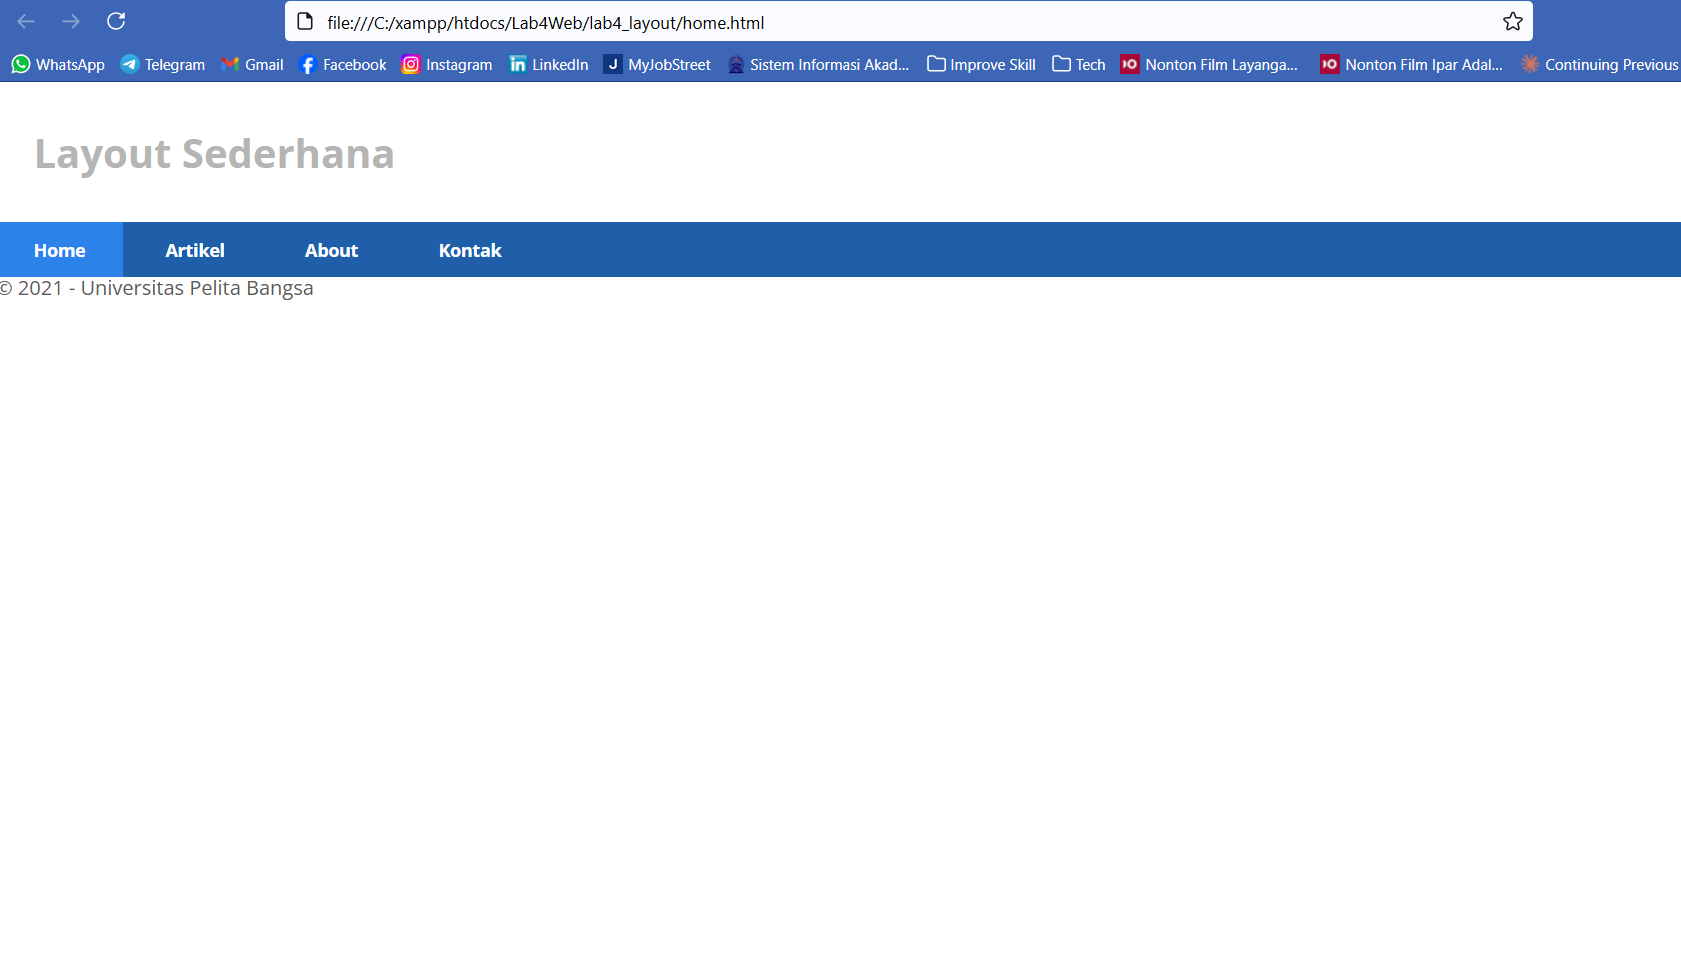 file:///C:/xampp/htdocs/Lab4Web/lab4_layout/home.html
WhatsApp Telegram Gmail Facebook Instagram LinkedIn MyJobStreet Sistem Informasi Akad... Improve Skill Tech Nonton Film Layanga... Nonton Film Ipar Adal... Continuing Previous
Layout Sederhana
Home Artikel About Kontak
© 2021 - Universitas Pelita Bangsa